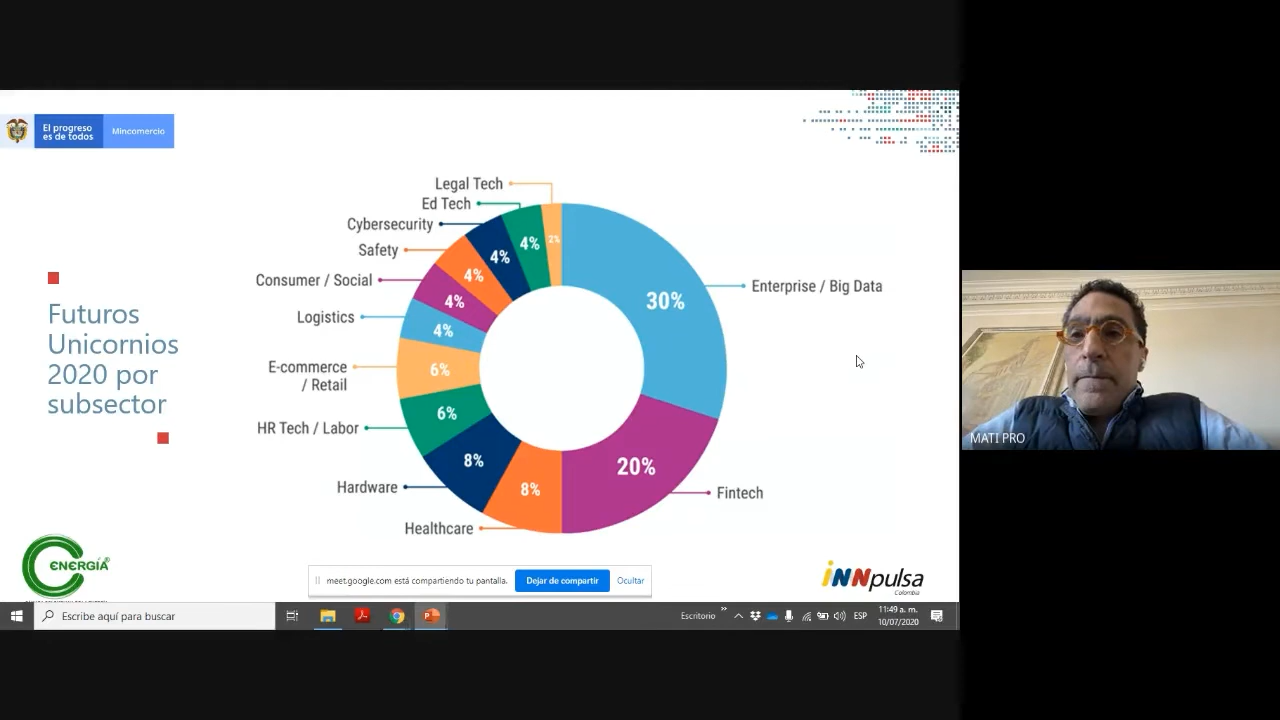 El progreso
es de todos
Mincomercio
Futuros
Unicornios
2020 por
subsector
Legal Tech
Ed Tech
Cybersecurity
Safety
Consumer / Social
Logistics
E-commerce
/ Retail
HR Tech / Labor
Hardware
Healthcare
Enterprise / Big Data
Fintech
2%
4%
4%
4%
4%
4%
6%
6%
8%
8%
20%
30%
MATI PRO
ENERGÍA
iNNpulsa
Colombia
meet.google.com está compartiendo tu pantalla.
Dejar de compartir
Ocultar
Escribe aquí para buscar
Escritorio
ESP
11:49 a. m.
10/07/2020